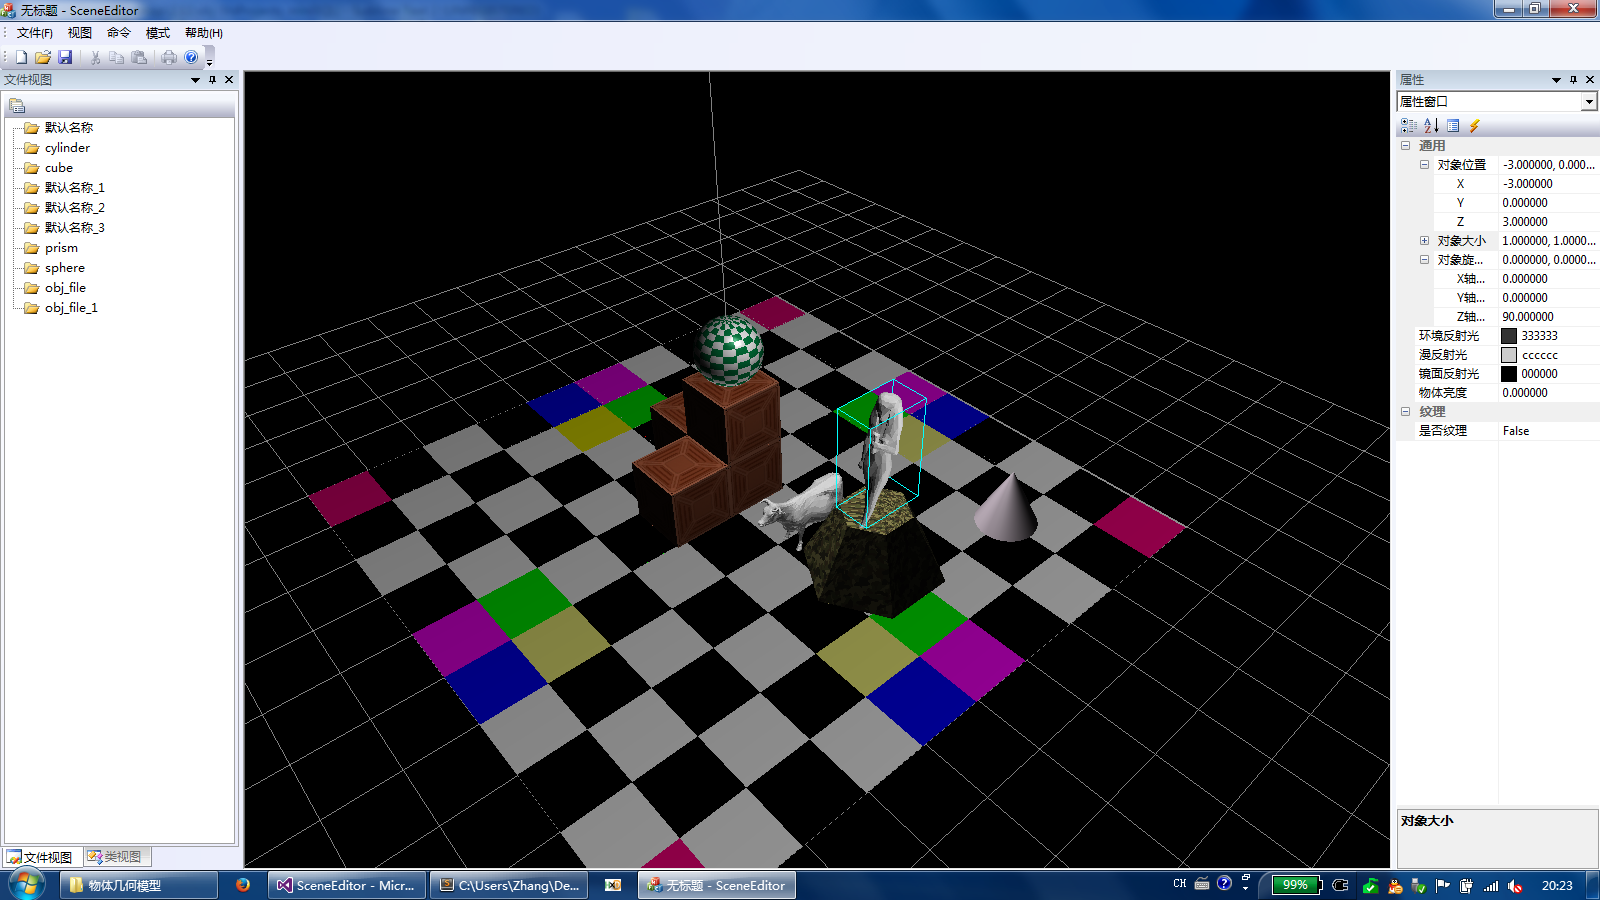 无标题 - SceneEditor
文件(F) 视图 命令 模式 帮助(H)
文件视图
默认名称
cylinder
cube
默认名称_1
默认名称_2
默认名称_3
prism
sphere
obj_file
obj_file_1
文件视图 类视图
属性
属性窗口
通用
对象位置 -3.000000, 0.000...
X -3.000000
Y 0.000000
Z 3.000000
对象大小 1.000000, 1.0000...
对象旋... 0.000000, 0.0000...
X轴... 0.000000
Y轴... 0.000000
Z轴... 90.000000
环境反射光 333333
漫反射光 cccccc
镜面反射光 000000
物体亮度 0.000000
纹理
是否纹理 False
对象大小
物体几何模型 SceneEditor - Micr... C:\Users\Zhang\De... 无标题 - SceneEditor CH 99% 20:23